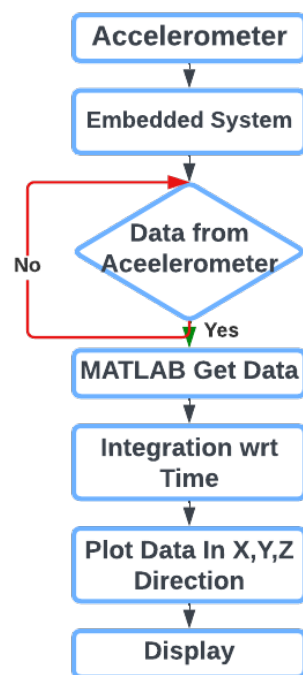 Accelerometer
Embedded System
Data from
Aceelerometer
No
Yes
MATLAB Get Data
Integration wrt
Time
Plot Data In X,Y,Z
Direction
Display